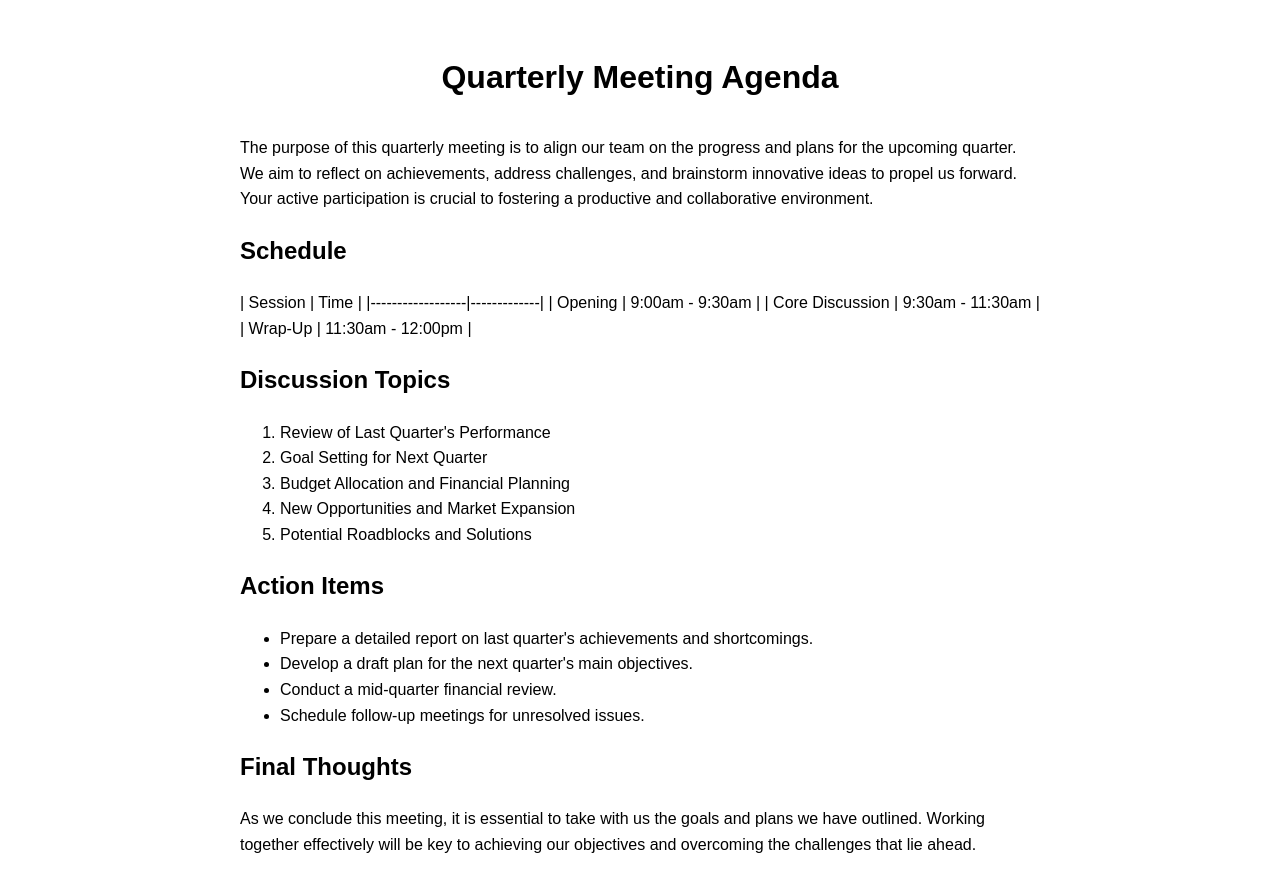 Quarterly Meeting Agenda
The purpose of this quarterly meeting is to align our team on the progress and plans for the upcoming quarter.
We aim to reflect on achievements, address challenges, and brainstorm innovative ideas to propel us forward.
Your active participation is crucial to fostering a productive and collaborative environment.
Schedule
| Session | Time | |------------------|-------------| | Opening | 9:00am - 9:30am | | Core Discussion | 9:30am - 11:30am |
| Wrap-Up | 11:30am - 12:00pm |
Discussion Topics
1. Review of Last Quarter's Performance
2. Goal Setting for Next Quarter
3. Budget Allocation and Financial Planning
4. New Opportunities and Market Expansion
5. Potential Roadblocks and Solutions
Action Items
• Prepare a detailed report on last quarter's achievements and shortcomings.
• Develop a draft plan for the next quarter's main objectives.
• Conduct a mid-quarter financial review.
• Schedule follow-up meetings for unresolved issues.
Final Thoughts
As we conclude this meeting, it is essential to take with us the goals and plans we have outlined. Working
together effectively will be key to achieving our objectives and overcoming the challenges that lie ahead.